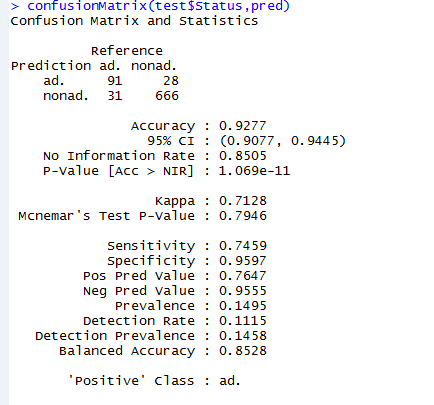 > confusionMatrix(test$Status,pred)
Confusion Matrix and Statistics
Reference
Prediction ad. nonad.
ad. 91 28
nonad. 31 666
Accuracy : 0.9277
95% CI : (0.9077, 0.9445)
No Information Rate : 0.8505
P-Value [Acc > NIR] : 1.069e-11
Kappa : 0.7128
Mcnemar's Test P-Value : 0.7946
Sensitivity : 0.7459
Specificity : 0.9597
Pos Pred Value : 0.7647
Neg Pred Value : 0.9555
Prevalence : 0.1495
Detection Rate : 0.1115
Detection Prevalence : 0.1458
Balanced Accuracy : 0.8528
'Positive' Class : ad.